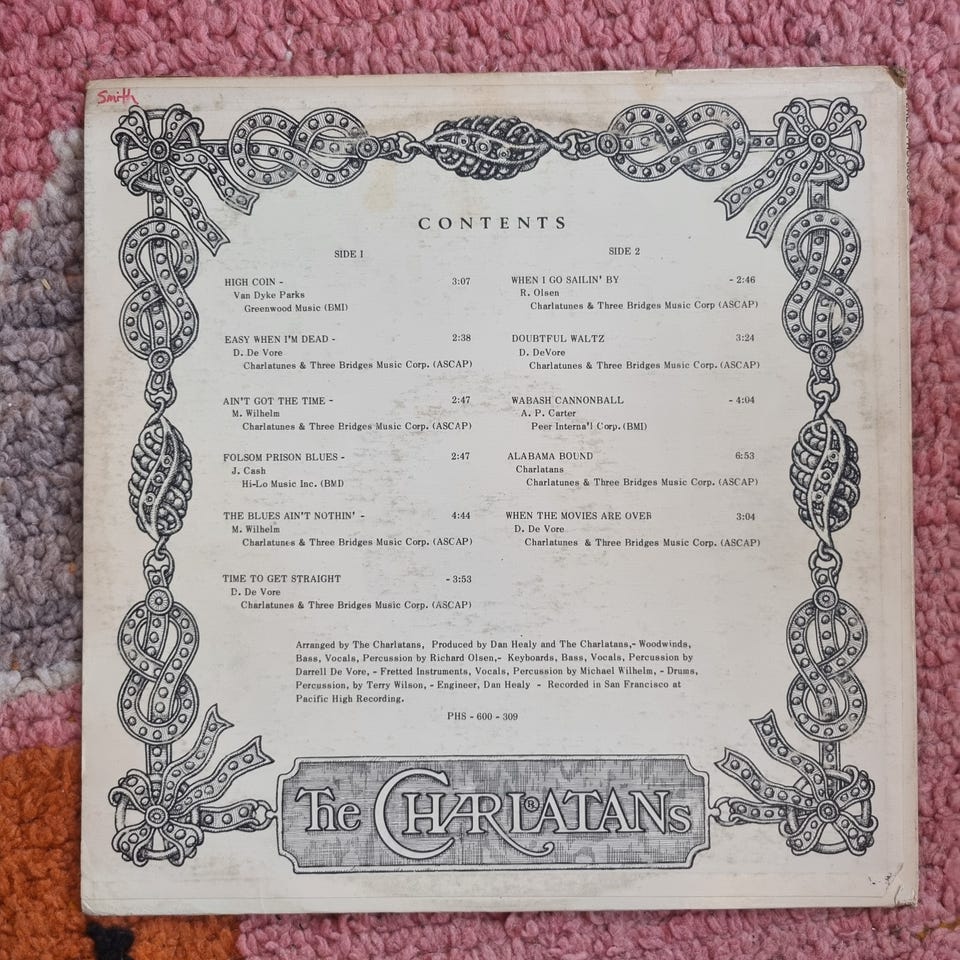 Smith
CONTENTS
SIDE 1
HIGH COIN - 3:07
Van Dyke Parks
Greenwood Music (BMI)
EASY WHEN I'M DEAD - 2:38
D. De Vore
Charlatunes & Three Bridges Music Corp. (ASCAP)
AIN'T GOT THE TIME - 2:47
M. Wilhelm
Charlatunes & Three Bridges Music Corp. (ASCAP)
FOLSOM PRISON BLUES - 2:47
J. Cash
Hi-Lo Music Inc. (BMI)
THE BLUES AIN'T NOTHIN' - 4:44
M. Wilhelm
Charlatunes & Three Bridges Music Corp. (ASCAP)
TIME TO GET STRAIGHT - 3:53
D. De Vore
Charlatunes & Three Bridges Music Corp. (ASCAP)
SIDE 2
WHEN I GO SAILIN' BY - 2:46
R. Olsen
Charlatunes & Three Bridges Music Corp (ASCAP)
DOUBTFUL WALTZ 3:24
D. DeVore
Charlatunes & Three Bridges Music Corp. (ASCAP)
WABASH CANNONBALL - 4:04
A. P. Carter
Peer Interna'l Corp. (BMI)
ALABAMA BOUND 6:53
Charlatans
Charlatunes & Three Bridges Music Corp. (ASCAP)
WHEN THE MOVIES ARE OVER 3:04
D. De Vore
Charlatunes & Three Bridges Music Corp. (ASCAP)
Arranged by The Charlatans, Produced by Dan Healy and The Charlatans,- Woodwinds,
Bass, Vocals, Percussion by Richard Olsen,- Keyboards, Bass, Vocals, Percussion by
Darrell De Vore, - Fretted Instruments, Vocals, Percussion by Michael Wilhelm, - Drums,
Percussion, by Terry Wilson, - Engineer, Dan Healy - Recorded in San Francisco at
Pacific High Recording.
PHS - 600 - 309
The CHARLATANs ®